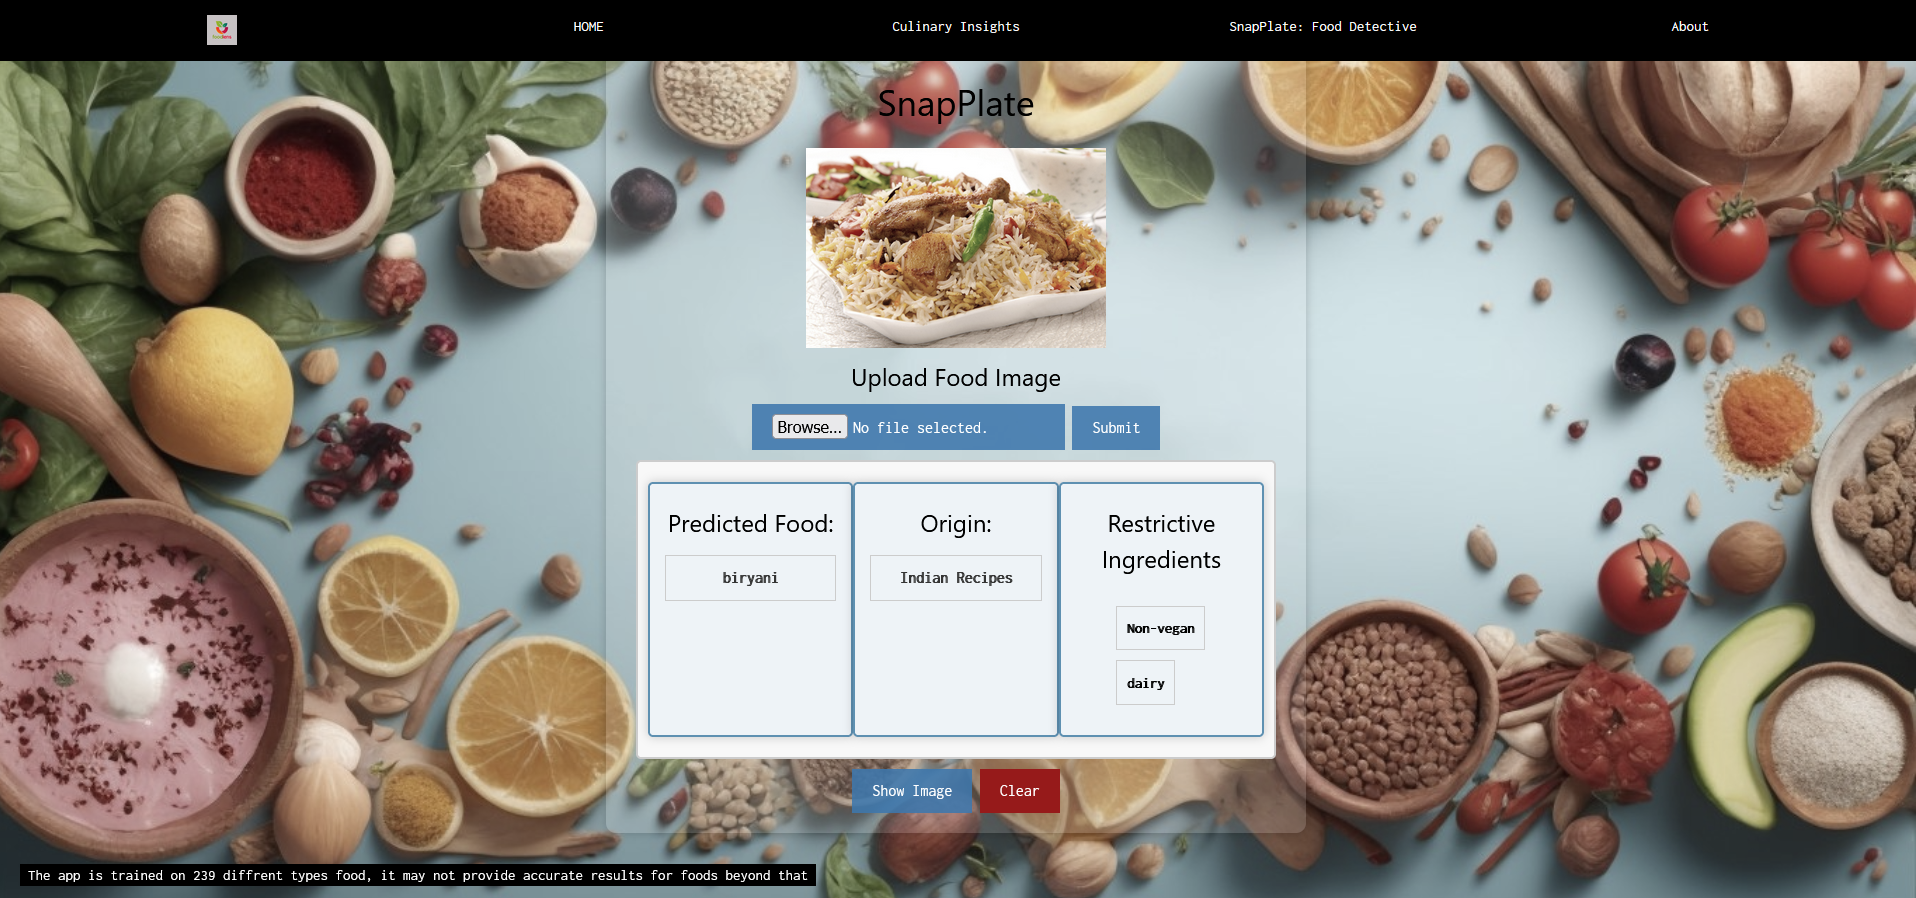 HOME
Culinary Insights
SnapPlate: Food Detective
About
SnapPlate
Upload Food Image
Browse... No file selected.
Submit
Predicted Food:
biryani
Origin:
Indian Recipes
Restrictive
Ingredients
Non-vegan
dairy
Show Image
Clear
The app is trained on 239 diffrent types food, it may not provide accurate results for foods beyond that